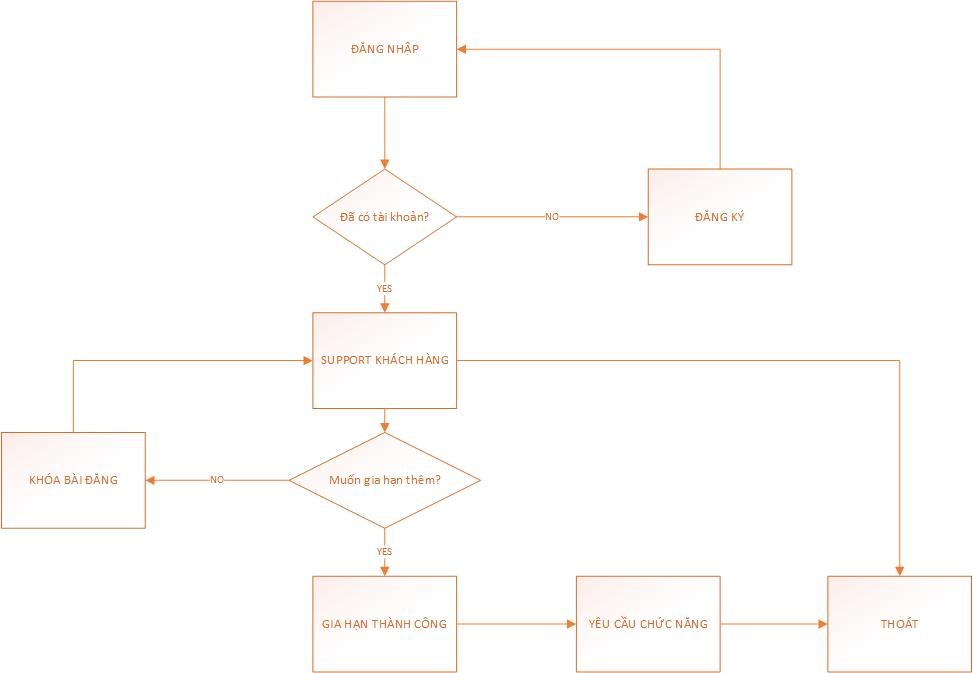 ĐĂNG NHẬP
Đã có tài khoản?
NO
ĐĂNG KÝ
YES
SUPPORT KHÁCH HÀNG
KHÓA BÀI ĐĂNG
NO
Muốn gia hạn thêm?
YES
GIA HẠN THÀNH CÔNG
YÊU CẦU CHỨC NĂNG
THOÁT